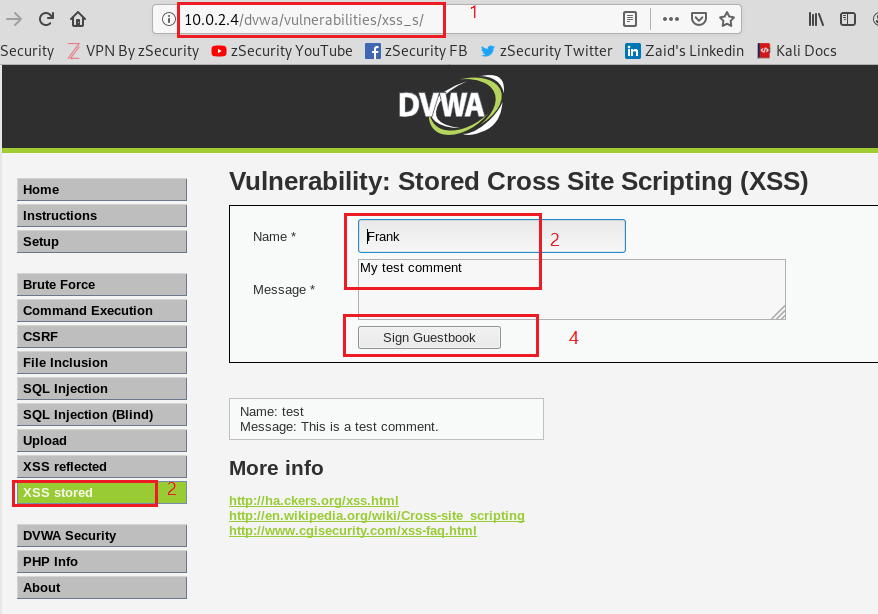 10.0.2.4/dvwa/vulnerabilities/xss_s/ 1
Security VPN By zSecurity zSecurity YouTube zSecurity FB zSecurity Twitter Zaid's Linkedin Kali Docs
DVWA
Home
Instructions
Setup
Brute Force
Command Execution
CSRF
File Inclusion
SQL Injection
SQL Injection (Blind)
Upload
XSS reflected
XSS stored 2
DVWA Security
PHP Info
About
Vulnerability: Stored Cross Site Scripting (XSS)
Name * Frank 2
Message * My test comment
Sign Guestbook 4
Name: test
Message: This is a test comment.
More info
http://ha.ckers.org/xss.html
http://en.wikipedia.org/wiki/Cross-site_scripting
http://www.cgisecurity.com/xss-faq.html